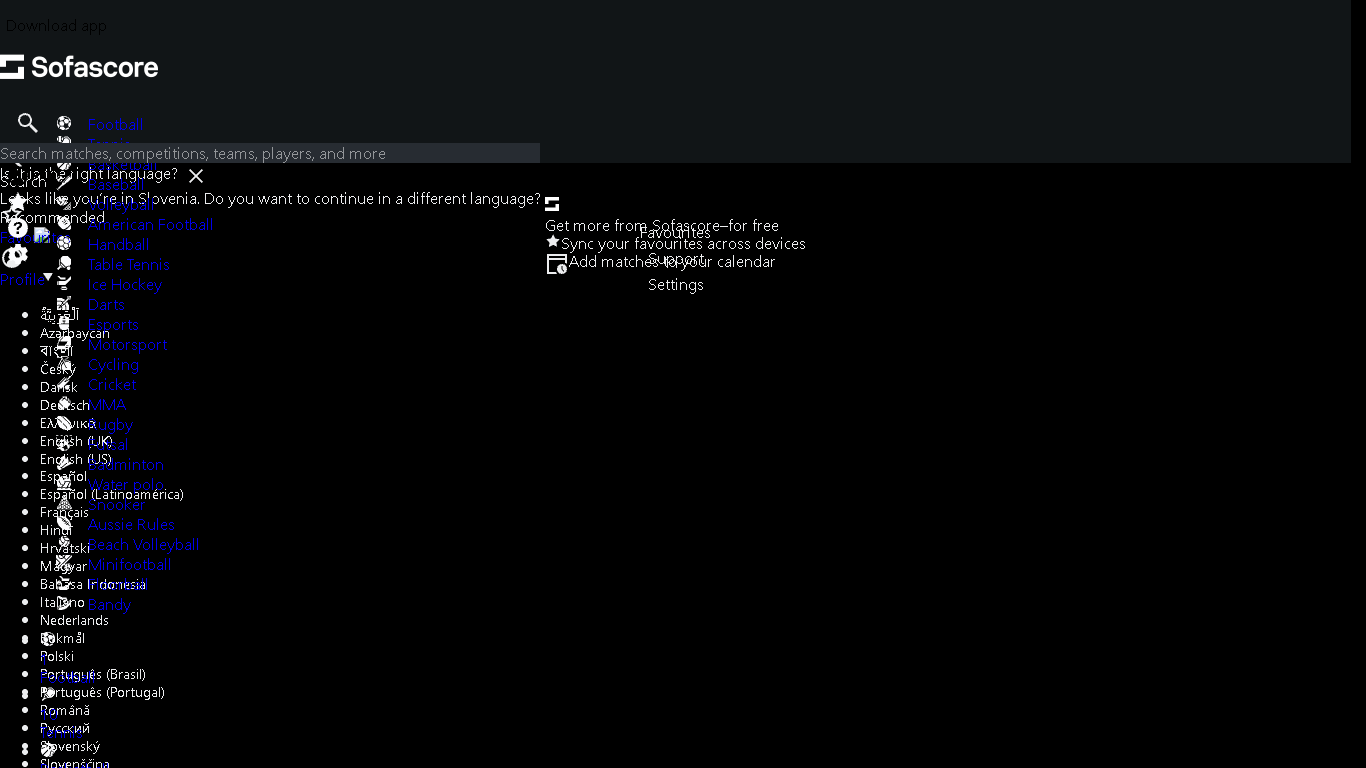 Download app
Sofascore
Football
Search matches, competitions, teams, players, and more
Is this the right language?
Search
Baseball
Looks like you're in Slovenia. Do you want to continue in a different language?
Volleyball
Recommended
American Football
Get more from Sofascore–for free
Favourites
Handball
Sync your favourites across devices
Table Tennis
Add matches to your calendar
Support
Profile
Ice Hockey
Settings
Darts
Esports
Azərbaycan
Motorsport
Cycling
Český
Cricket
Dansk
Deutsch
MMA
Ελληνικά
Rugby
English (UK)
Futsal
English (US)
Badminton
Español
Water polo
Español (Latinoamérica)
Snooker
Français
Aussie Rules
Hindi
Hrvatski
Beach Volleyball
Magyar
Minifootball
Bahasa Indonesia
Italiano
Bandy
Nederlands
Bokmål
Polski
Português (Brasil)
Português (Portugal)
Română
Русский
Slovenský
Slovenščina